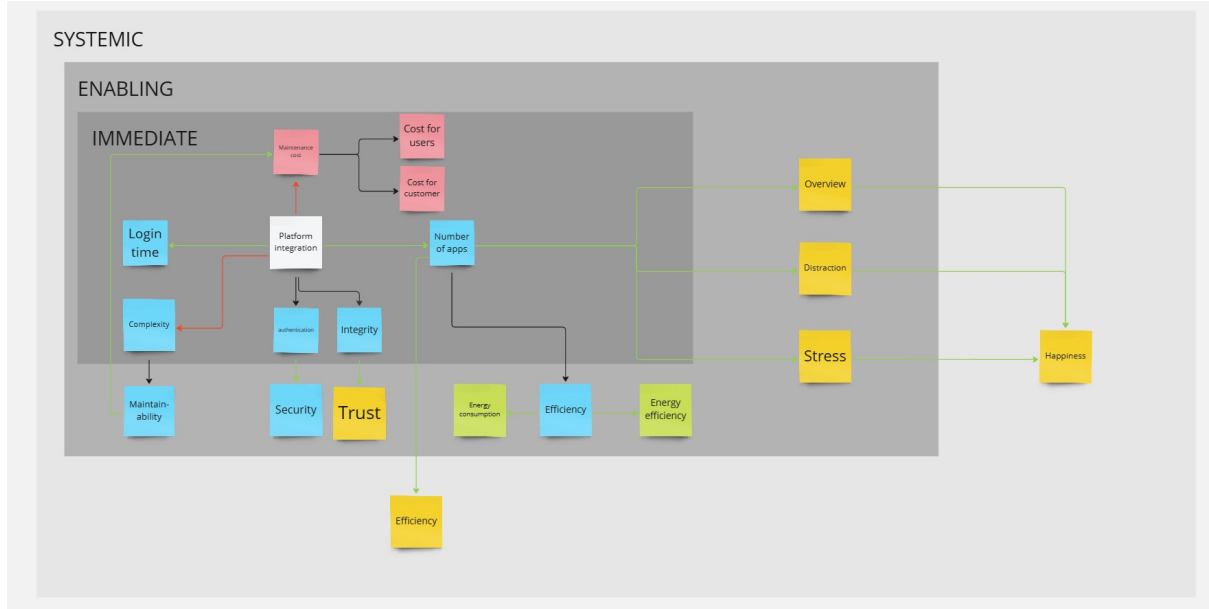 SYSTEMIC
ENABLING
IMMEDIATE
Maintenance
cost
Cost for
users
Cost for
customer
Login
time
Platform
integration
Number
of apps
Overview
Distraction
Complexity
authentication
Integrity
Stress
Happiness
Maintain-
ability
Security
Trust
Energy
consumption
Efficiency
Energy
efficiency
Efficiency